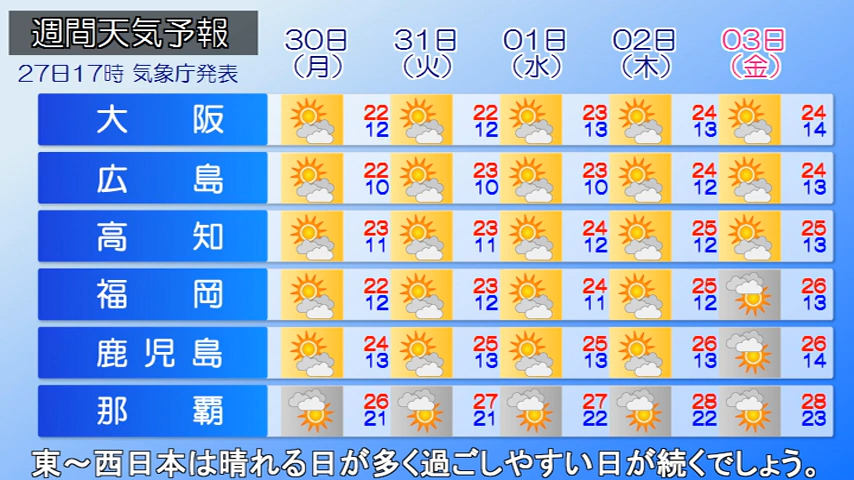 週間天気予報
27日17時 気象庁発表
30日 31日 01日 02日 03日
(月) (火) (水) (木) (金)
大阪 22 22 23 24 24
12 12 13 13 14
広島 22 23 23 24 24
10 10 10 12 13
高知 23 23 24 25 25
11 11 12 12 13
福岡 22 23 24 25 26
12 12 11 12 13
鹿児島 24 25 25 26 26
13 13 13 13 14
那覇 26 27 27 28 28
21 21 22 22 23
東～西日本は晴れる日が多く過ごしやすい日が続くでしょう。